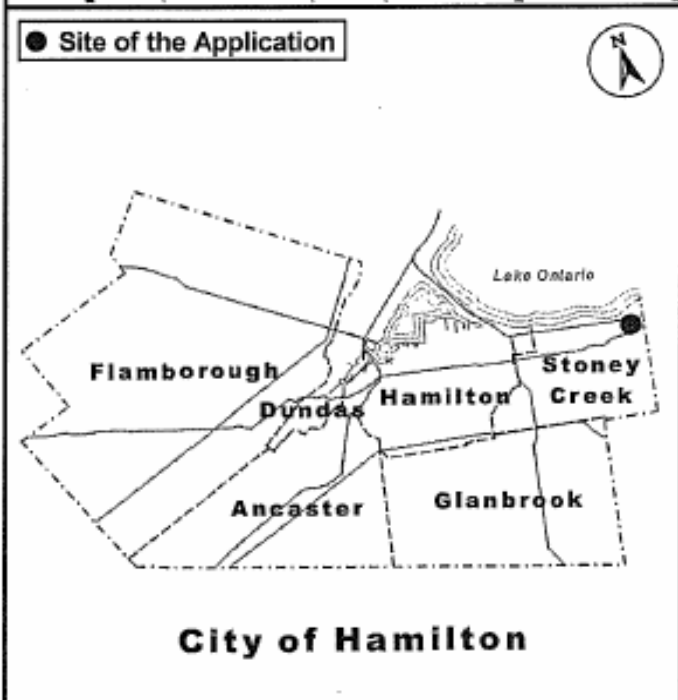 Site of the Application
N
Lake Ontario
Flamborough
Stoney
Creek
Hamilton
Dundas
Ancaster
Glanbrook
City of Hamilton